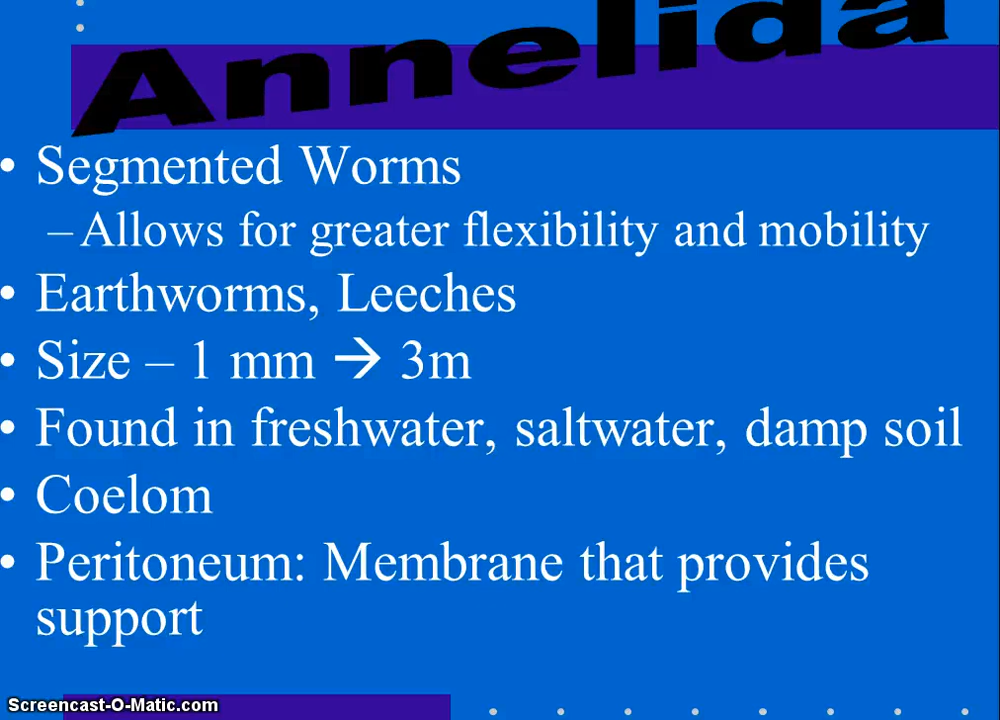 Annelida
• Segmented Worms
– Allows for greater flexibility and mobility
• Earthworms, Leeches
• Size – 1 mm → 3m
• Found in freshwater, saltwater, damp soil
• Coelom
• Peritoneum: Membrane that provides
support
Screencast-O-Matic.com